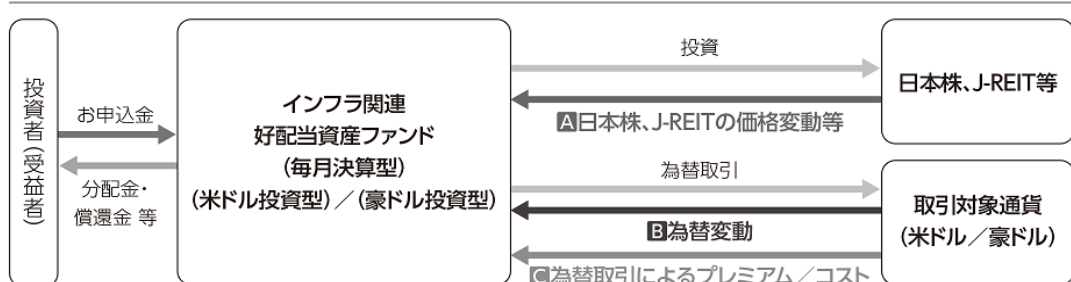 投資者（受益者）
お申込金
分配金・
償還金 等
インフラ関連
好配当資産ファンド
（毎月決算型）
（米ドル投資型）／（豪ドル投資型）
投資
A日本株、J-REITの価格変動等
為替取引
B為替変動
C為替取引によるプレミアム／コスト
日本株、J-REIT等
取引対象通貨
（米ドル／豪ドル）